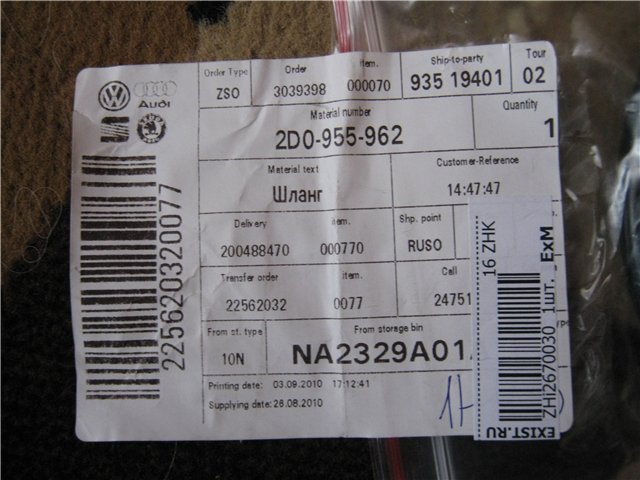 Order Type Order item. Ship-to-party Tour
ZSO 3039398 000070 935 19401 02
Audi
Material number Quantity
2D0-955-962 1
Material text Customer-Reference
Шланг 14:47:47
Delivery item. Shp. point
200488470 000770 RUSO
Transfer order item. Call
22562032 0077 24751
From st. type From storage bin
10N NA2329A01
Printing date: 03.09.2010 17:12:41
Supplying date: 26.08.2010
225620320077
16 ZHK
ZHi2670030 1шт. ExM
EXIST.RU